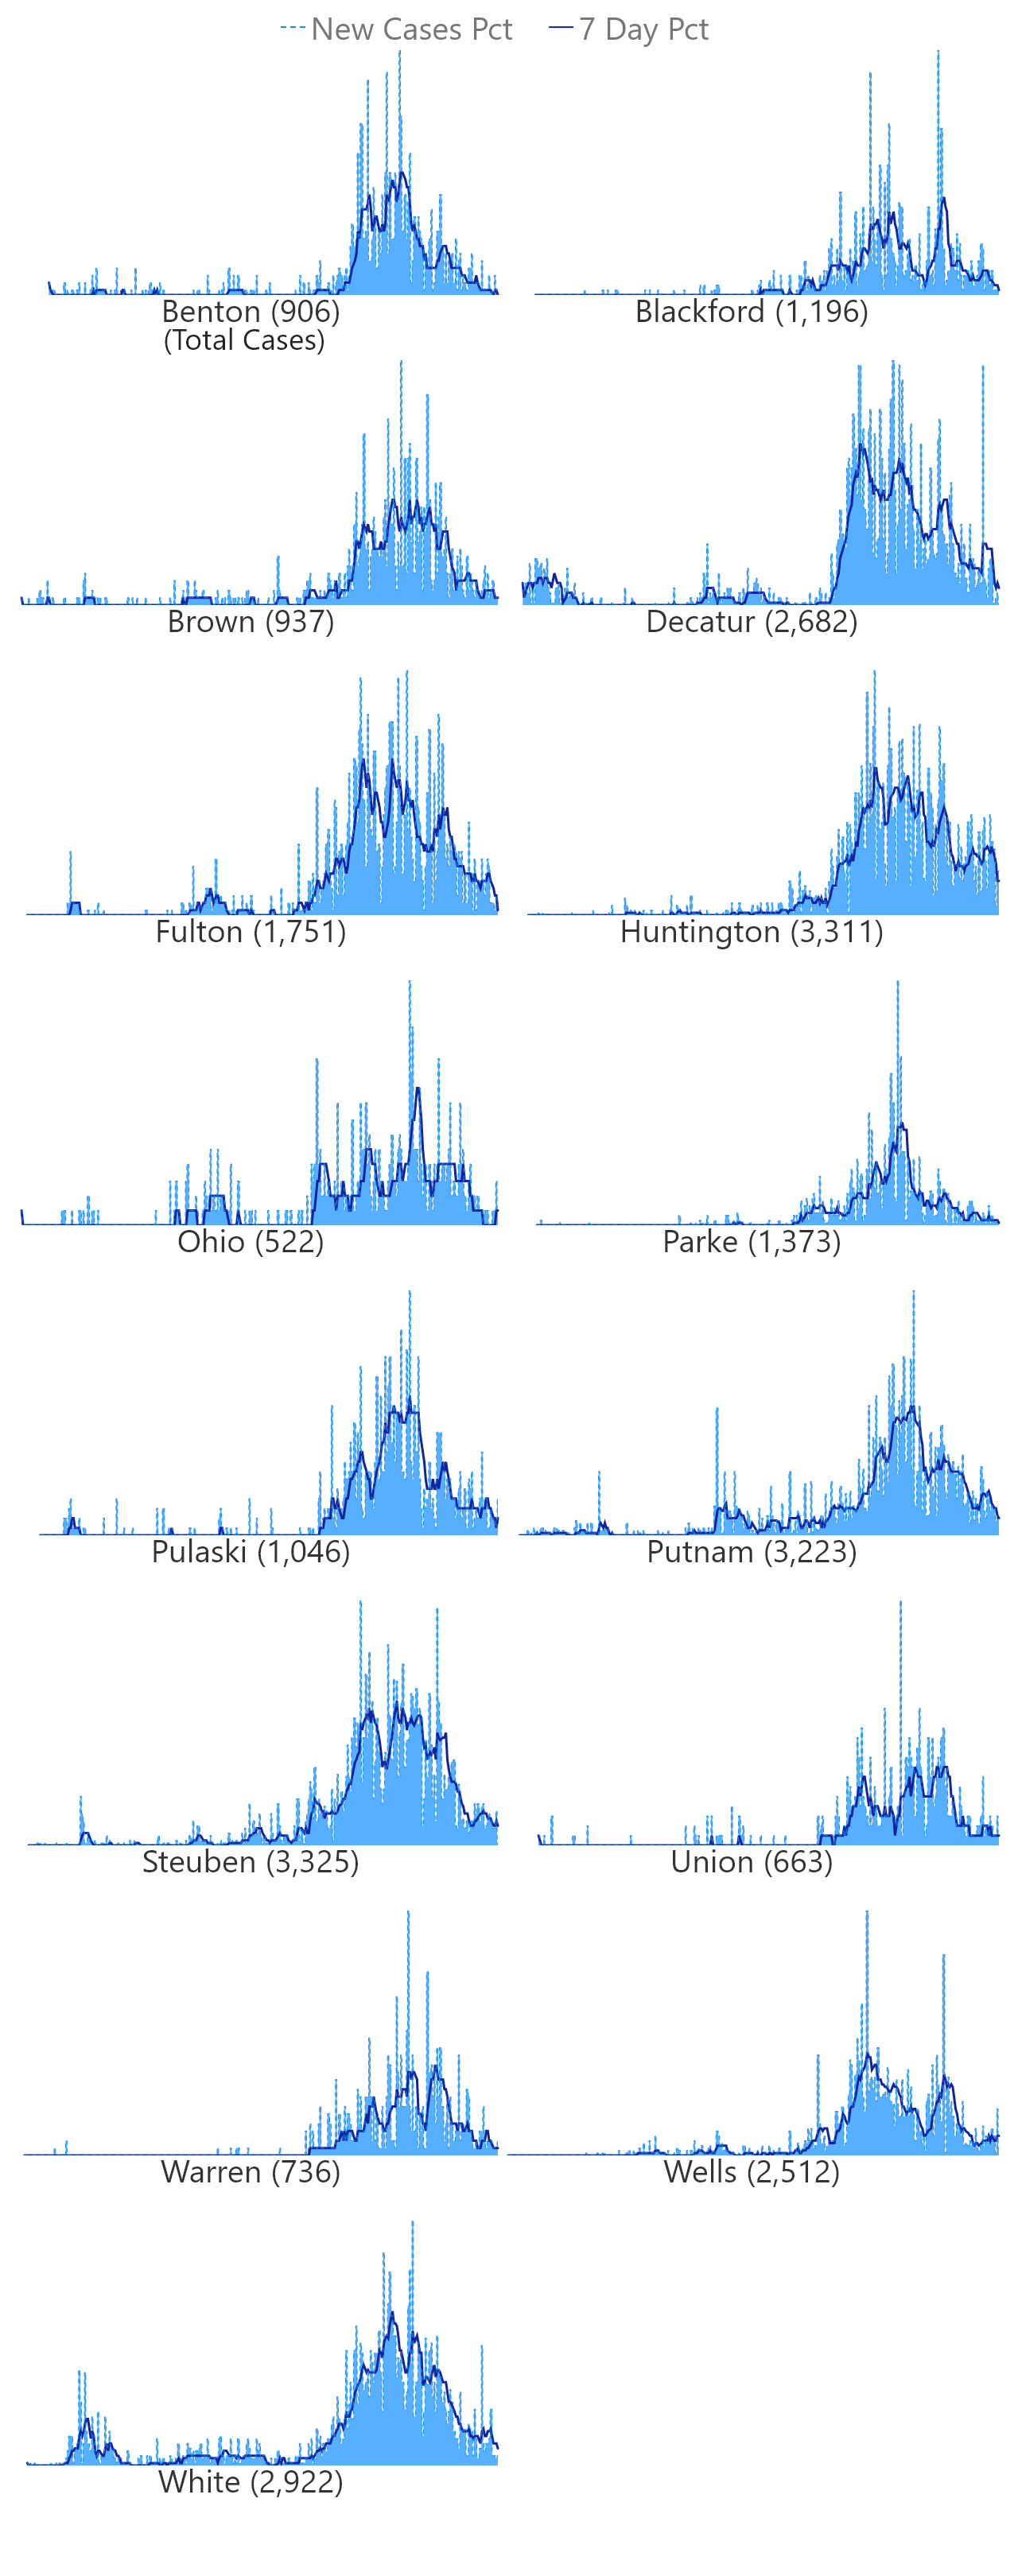 New Cases Pct 7 Day Pct
Benton (906)
(Total Cases)
Blackford (1,196)
Brown (937)
Decatur (2,682)
Fulton (1,751)
Huntington (3,311)
Ohio (522)
Parke (1,373)
Pulaski (1,046)
Putnam (3,223)
Steuben (3,325)
Union (663)
Warren (736)
Wells (2,512)
White (2,922)